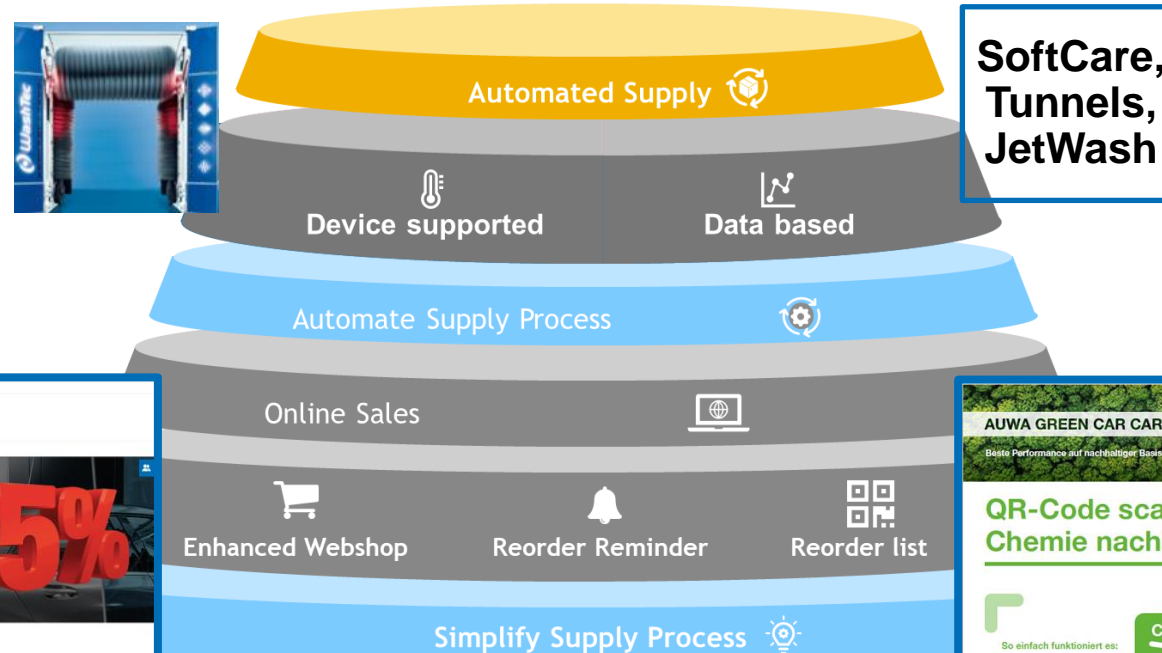 WashTec
Automated Supply
SoftCare,
Tunnels,
JetWash
Device supported
Data based
Automate Supply Process
Online Sales
5%
Enhanced Webshop
Reorder Reminder
Reorder list
AUWA GREEN CAR CAR
Beste Performance auf nachhaltiger Basis
QR-Code sca
Chemie nach
So einfach funktioniert es:
C
Simplify Supply Process